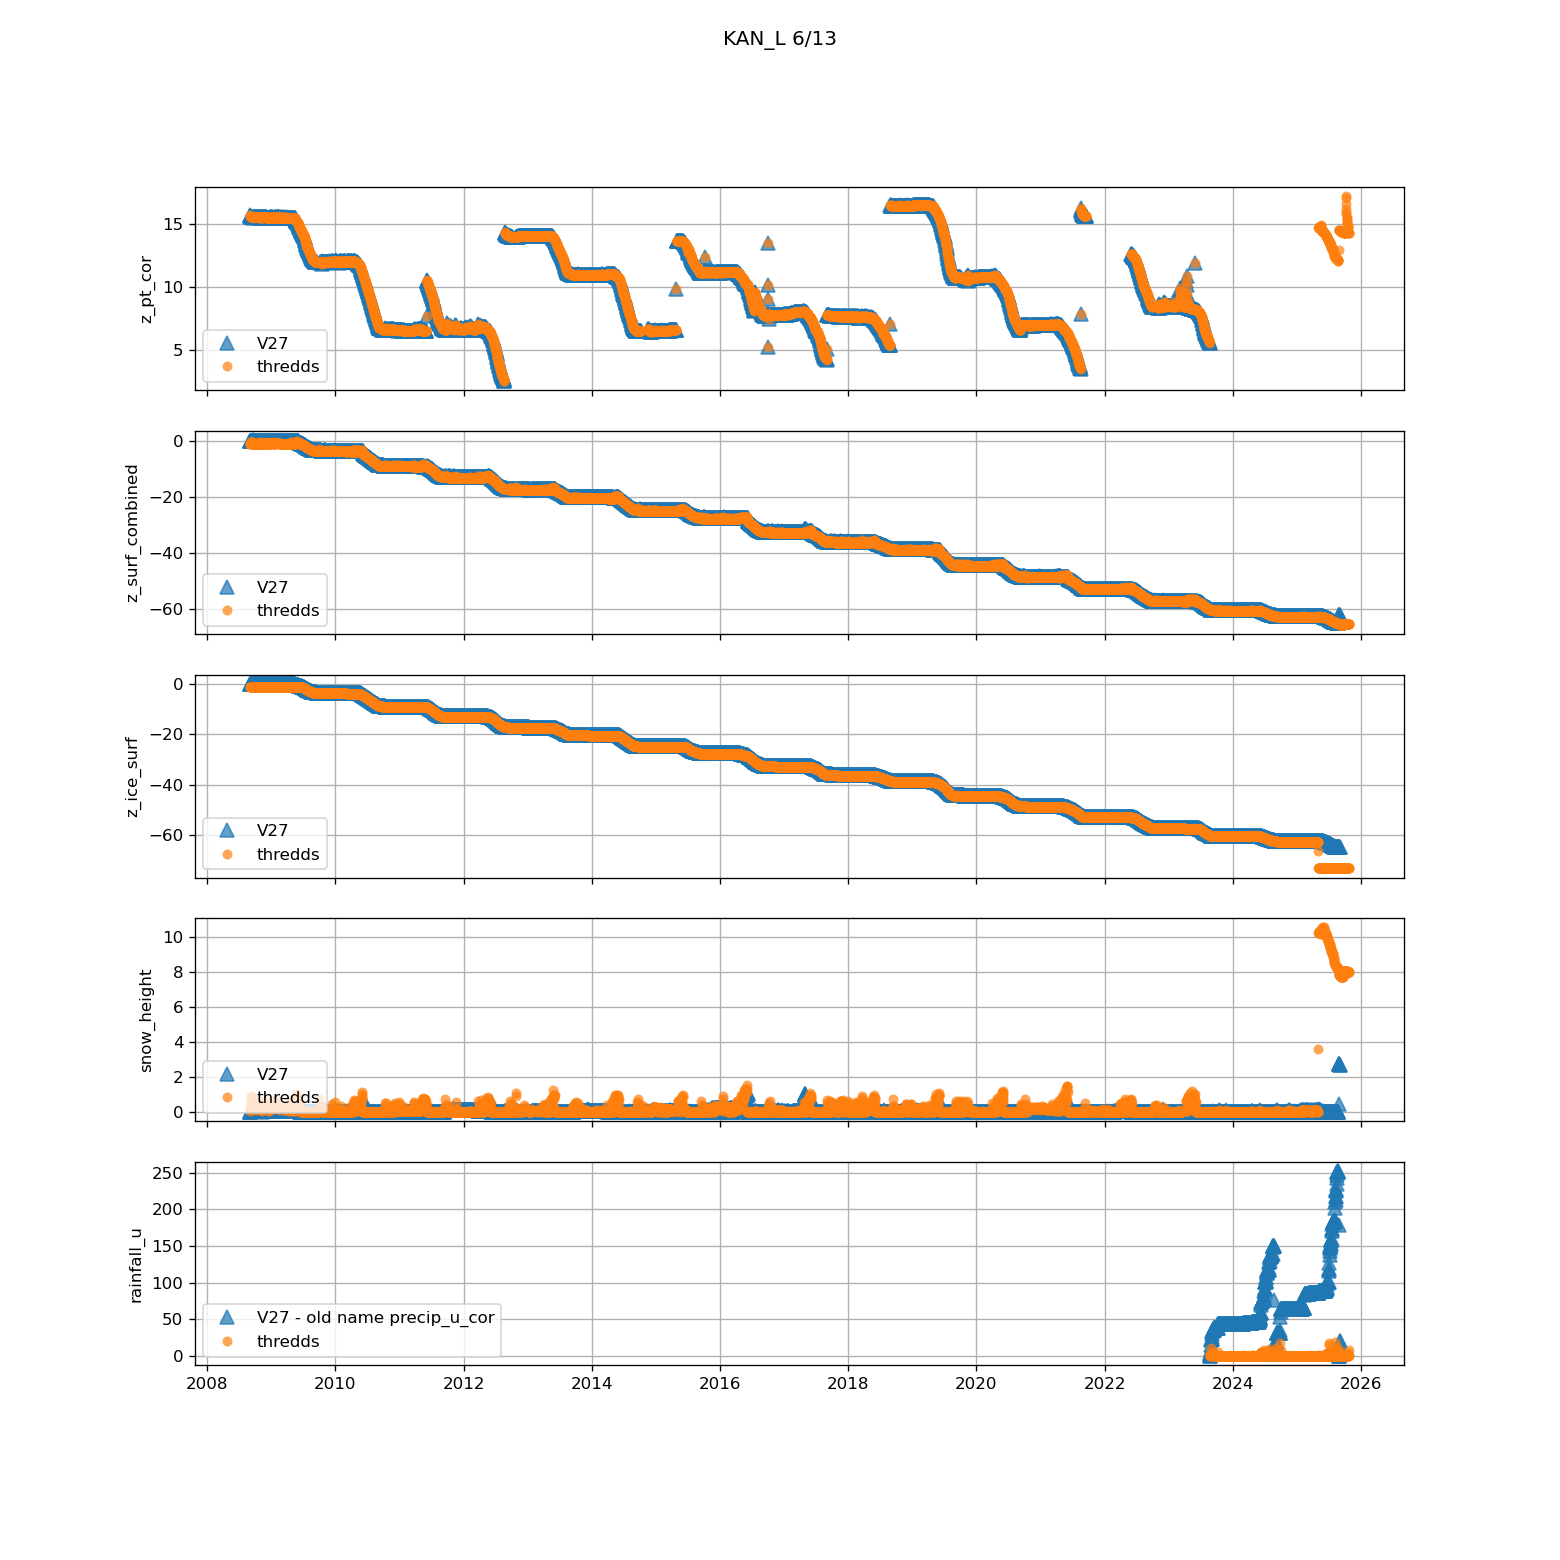 KAN_L 6/13
z_pt_cor
15
10
5
V27
thredds
z_surf_combined
0
−20
−40
−60
V27
thredds
z_ice_surf
0
−20
−40
−60
V27
thredds
snow_height
10
8
6
4
2
0
V27
thredds
rainfall_u
250
200
150
100
50
0
V27 - old name precip_u_cor
thredds
2008 2010 2012 2014 2016 2018 2020 2022 2024 2026